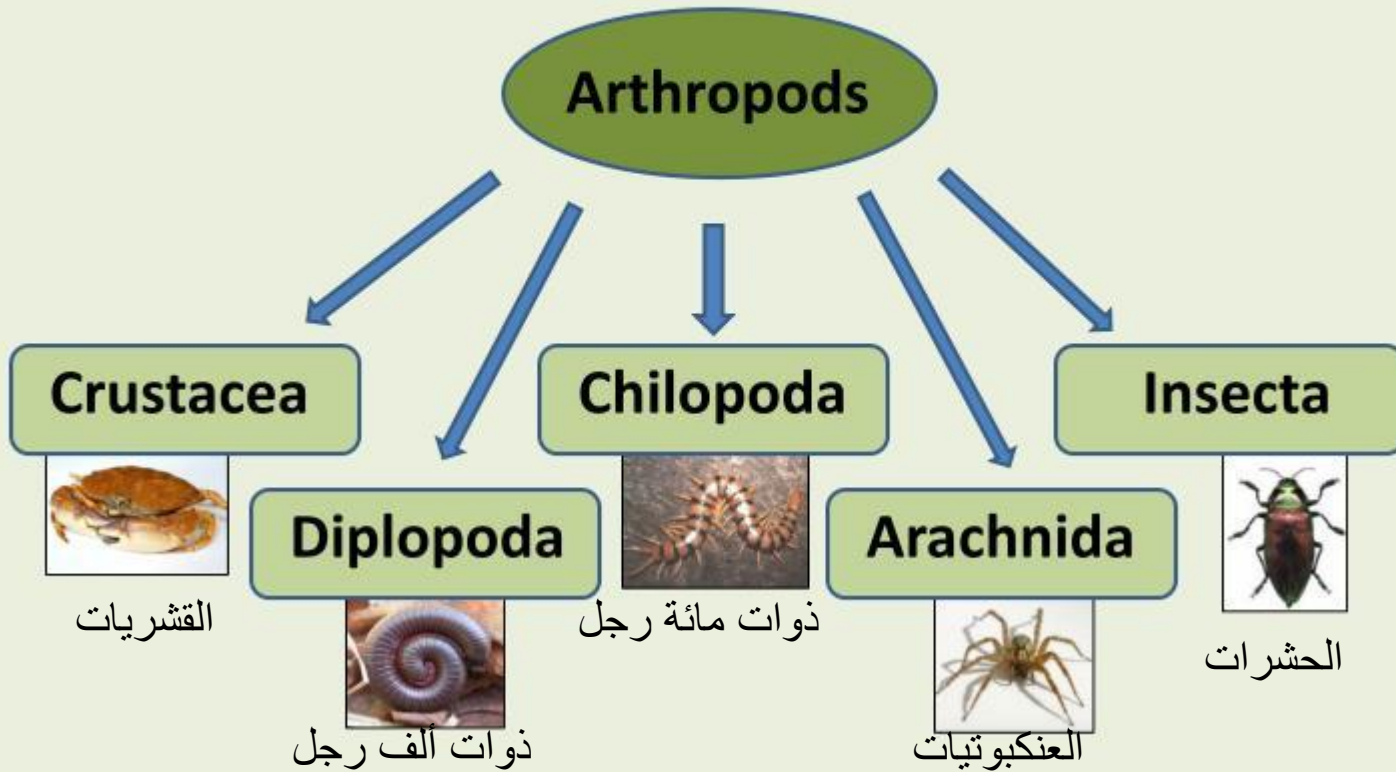 Arthropods
Crustacea
القشريات
Diplopoda
ذوات ألف رجل
Chilopoda
ذوات مائة رجل
Arachnida
العنكبوتيات
Insecta
الحشرات